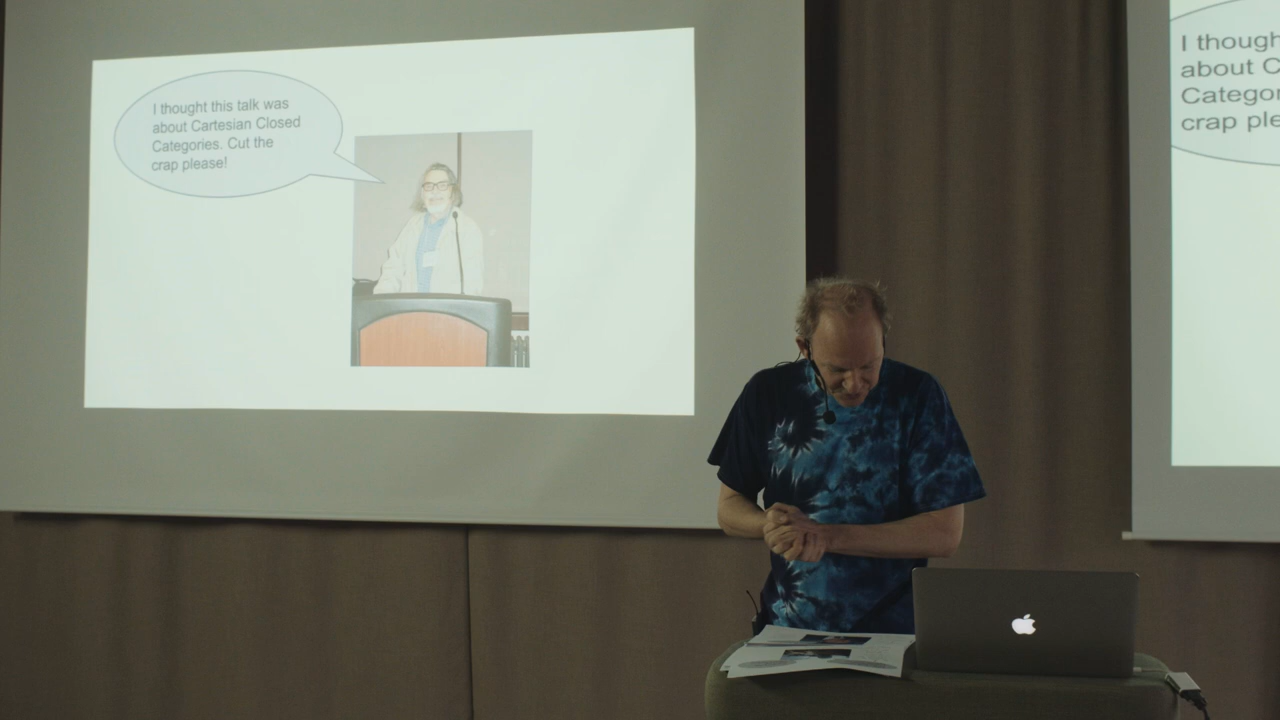 I thought this talk was
about Cartesian Closed
Categories. Cut the
crap please!
I though
about C
Categor
crap ple